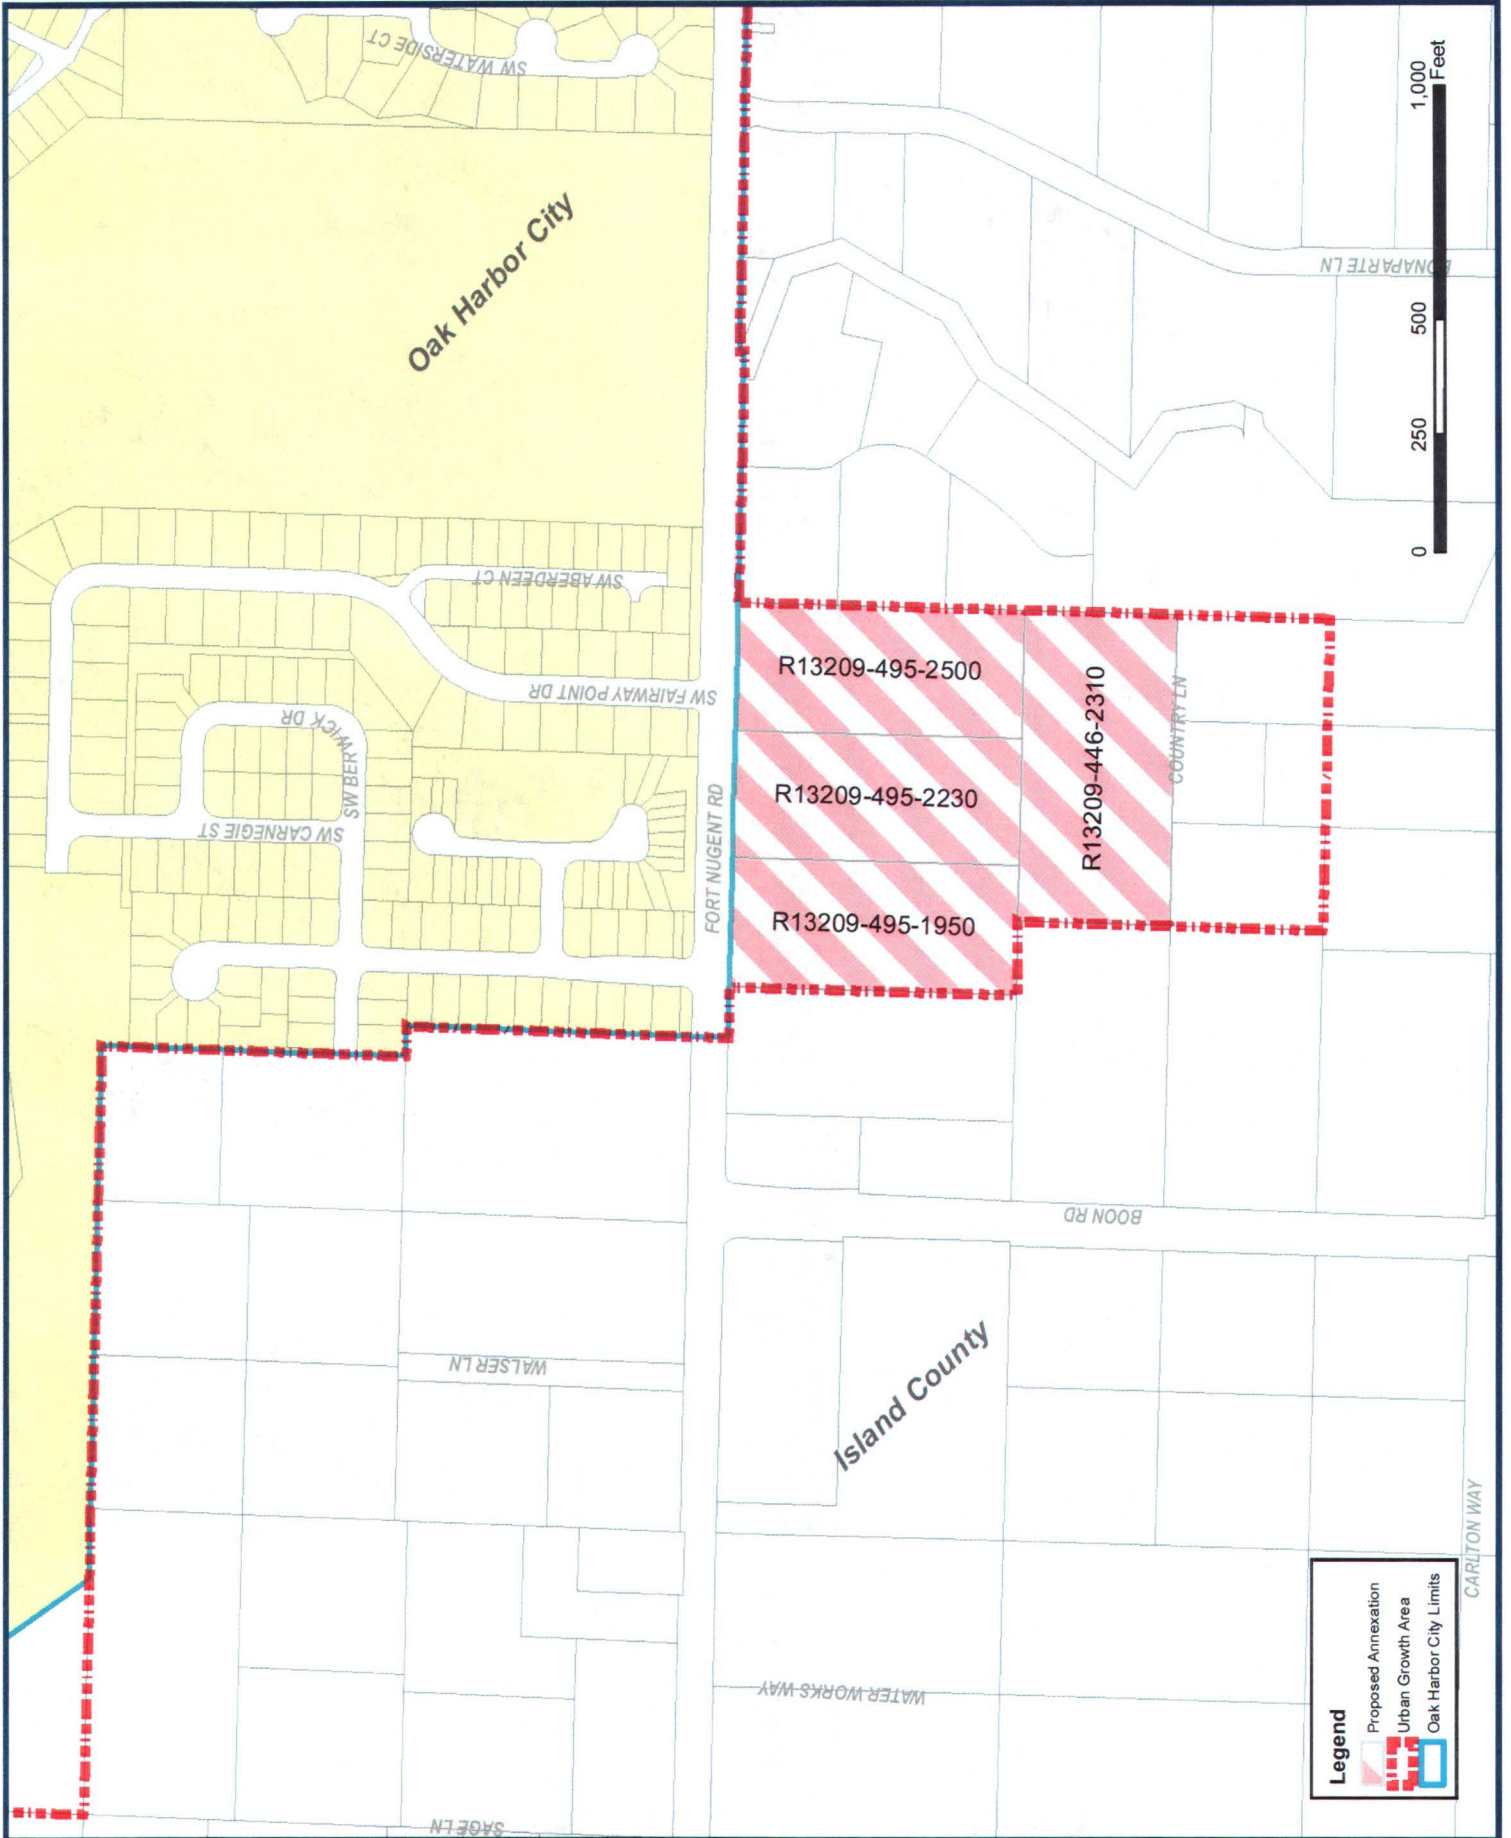 SW WATERSIDE CT
Oak Harbor City
SW ABERDEEN CT
SW FAIRWAY POINT DR
SW BERWICK DR
SW CARNEGIE ST
FORT NUGENT RD
R13209-495-2500
R13209-495-2230
R13209-495-1950
R13209-446-2310
COUNTRY LN
BONAPARTE LN
BOON RD
WALSER LN
Island County
WATER WORKS WAY
SAGE LN
CARLTON WAY
0 250 500 1,000
Feet
Legend
Proposed Annexation
Urban Growth Area
Oak Harbor City Limits